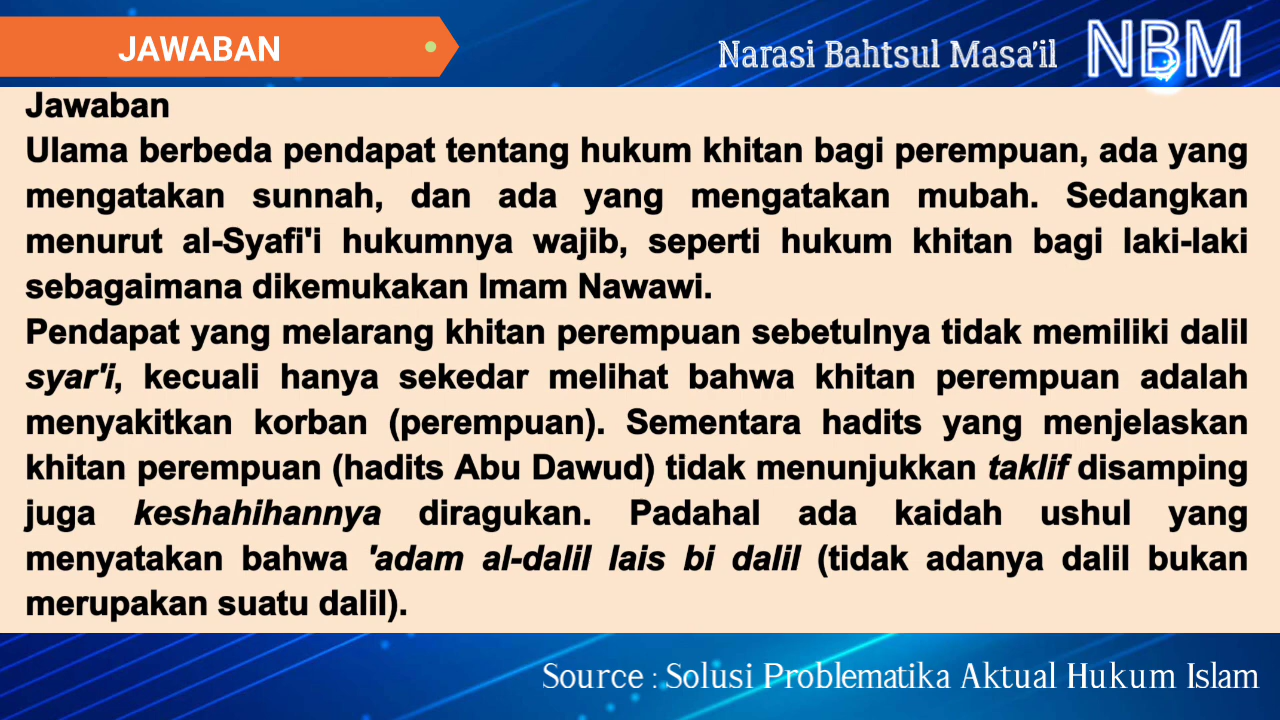 JAWABAN
Narasi Bahtsul Masa'il
NBM
Jawaban
Ulama berbeda pendapat tentang hukum khitan bagi perempuan, ada yang
mengatakan sunnah, dan ada yang mengatakan mubah. Sedangkan
menurut al-Syafi'i hukumnya wajib, seperti hukum khitan bagi laki-laki
sebagaimana dikemukakan Imam Nawawi.
Pendapat yang melarang khitan perempuan sebetulnya tidak memiliki dalil
syar'i, kecuali hanya sekedar melihat bahwa khitan perempuan adalah
menyakitkan korban (perempuan). Sementara hadits yang menjelaskan
khitan perempuan (hadits Abu Dawud) tidak menunjukkan taklif disamping
juga keshahihannya diragukan. Padahal ada kaidah ushul yang
menyatakan bahwa 'adam al-dalil lais bi dalil (tidak adanya dalil bukan
merupakan suatu dalil).
Source : Solusi Problematika Aktual Hukum Islam